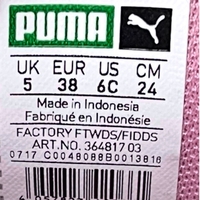 PUMA
UK EUR US CM
5 38 6C 24
Made in Indonesia
Fabriqué en Indonésie
FACTORY FTWDS/FIDDS
ART.NO. 364817 03
0717 C0048088B0013816